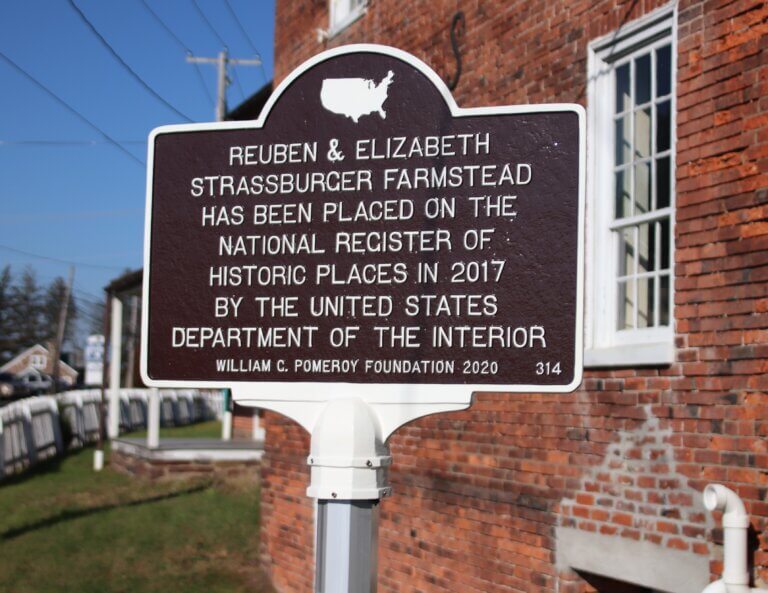 REUBEN & ELIZABETH
STRASSBURGER FARMSTEAD
HAS BEEN PLACED ON THE
NATIONAL REGISTER OF
HISTORIC PLACES IN 2017
BY THE UNITED STATES
DEPARTMENT OF THE INTERIOR
WILLIAM C. POMEROY FOUNDATION 2020 314